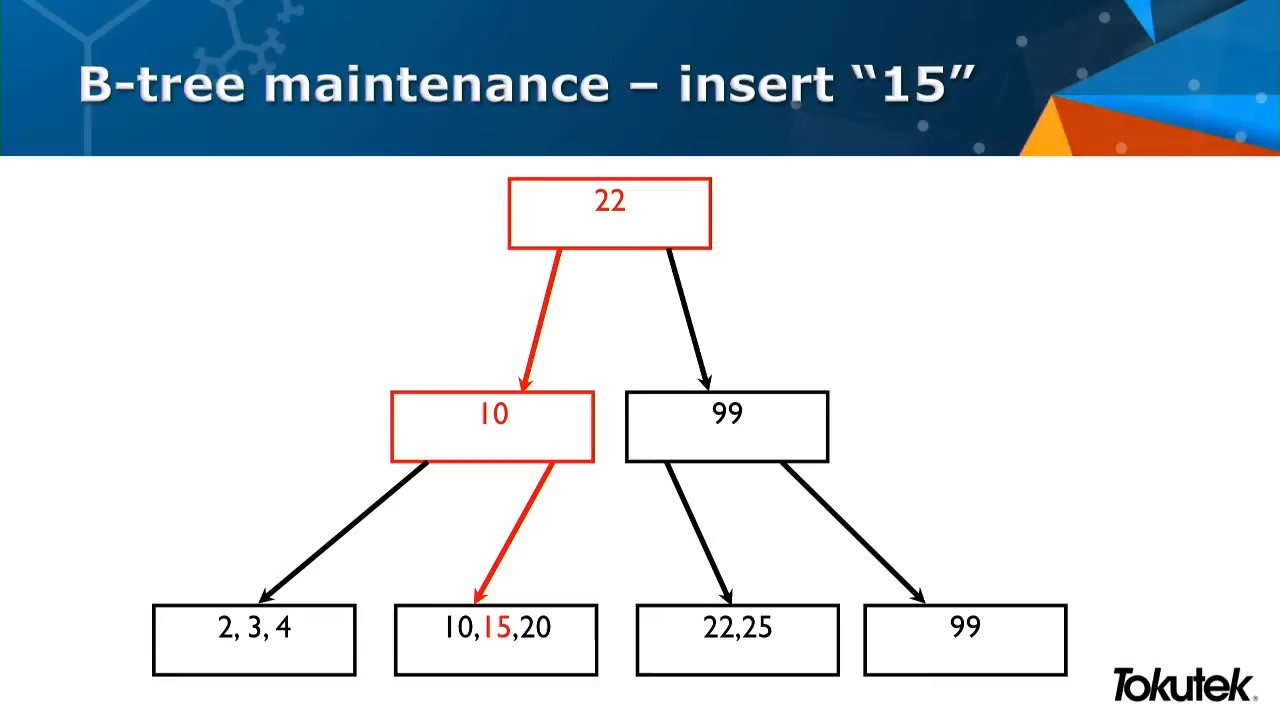 B-tree maintenance – insert “15”
22
10
99
2, 3, 4
10,15,20
22,25
99
Tokutek®